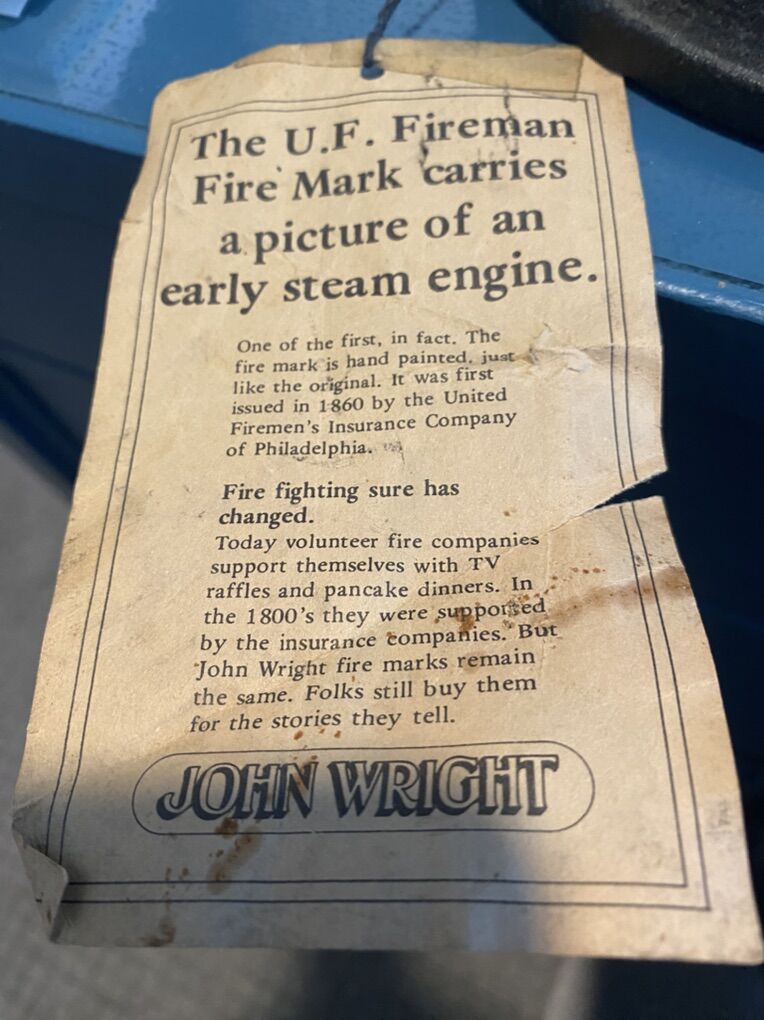 The U.F. Fireman
Fire Mark carries
a picture of an
early steam engine.
One of the first, in fact. The
fire mark is hand painted, just
like the original. It was first
issued in 1860 by the United
Firemen's Insurance Company
of Philadelphia.
Fire fighting sure has
changed.
Today volunteer fire companies
support themselves with TV
raffles and pancake dinners. In
the 1800's they were supported
by the insurance companies. But
John Wright fire marks remain
the same. Folks still buy them
for the stories they tell.
JOHN WRIGHT